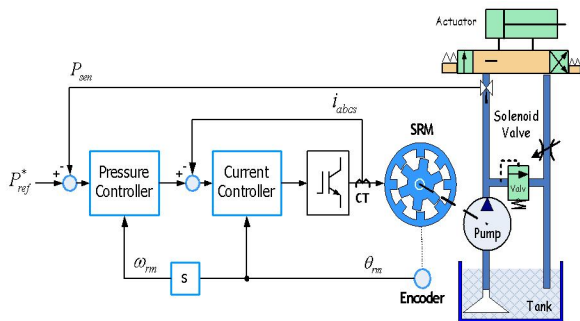 Actuator
P_sen
i_abcs
SRM
Solenoid
Valve
P*_ref
+
-
Pressure
Controller
+
-
Current
Controller
CT
Valv
Pump
ω_rm
s
θ_rm
Encoder
Tank